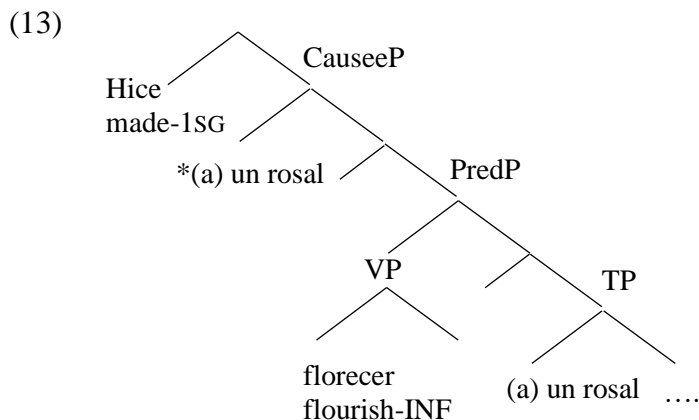 (13)
CauseeP
Hice
made-1SG
*(a) un rosal
PredP
VP
TP
florecer
flourish-INF
(a) un rosal
….